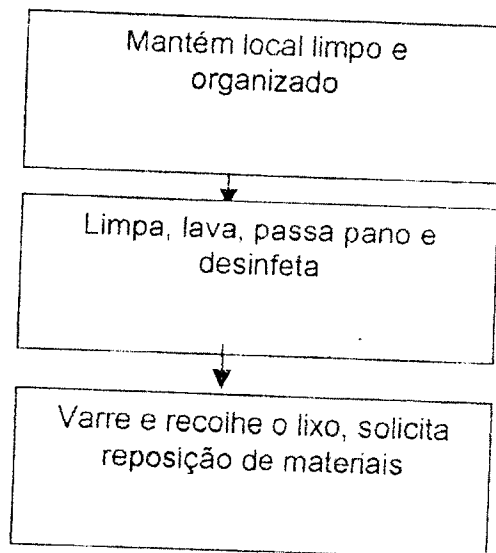 Mantém local limpo e
organizado
Limpa, lava, passa pano e
desinfeta
Varre e recolhe o lixo, solicita
reposição de materiais